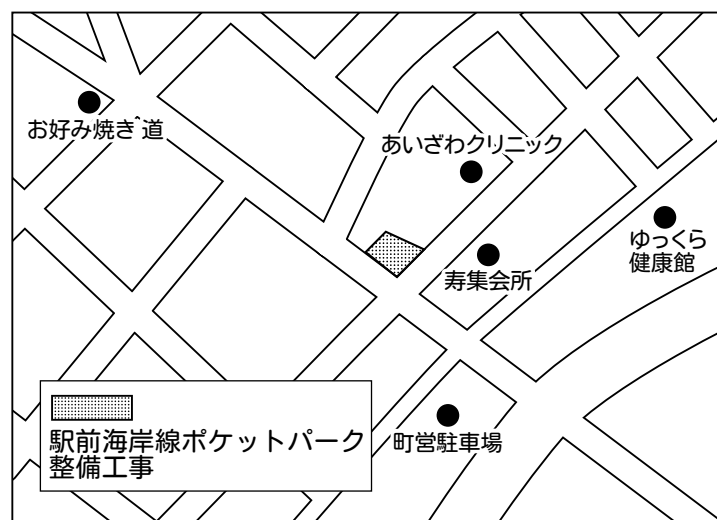 お好み焼き 道
あいざわクリニック
ゆっくら
健康館
寿集会所
町営駐車場
駅前海岸線ポケットパーク
整備工事